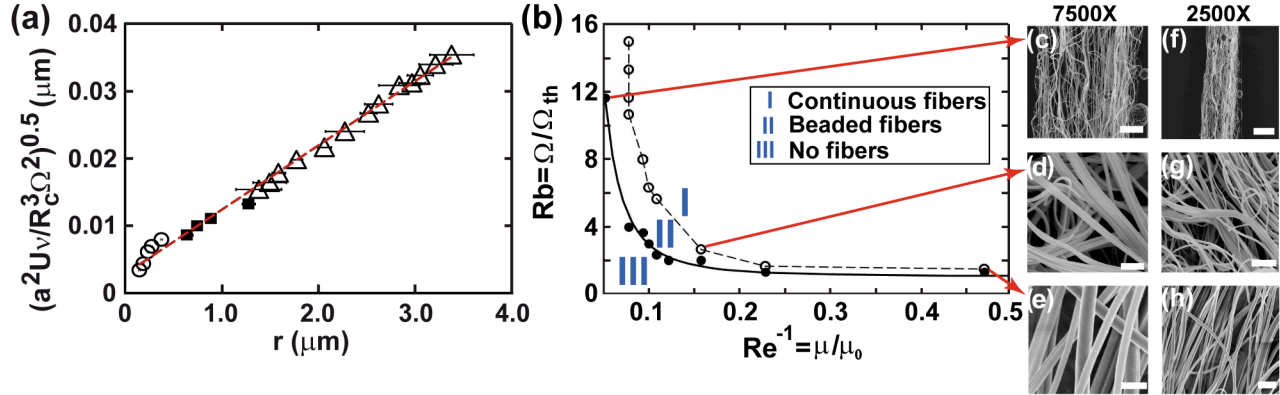 (a)
(a²Uν/R_C³Ω²)^0.5 (μm)
0.04
0.03
0.02
0.01
0
0
1.0
2.0
3.0
4.0
r (μm)
(b)
Rb=Ω/Ω_th
16
12
8
4
0
0.1
0.2
0.3
0.4
0.5
Re⁻¹=μ/μ₀
I Continuous fibers
II Beaded fibers
III No fibers
I
II
III
7500X
2500X
(c)
(f)
(d)
(g)
(e)
(h)